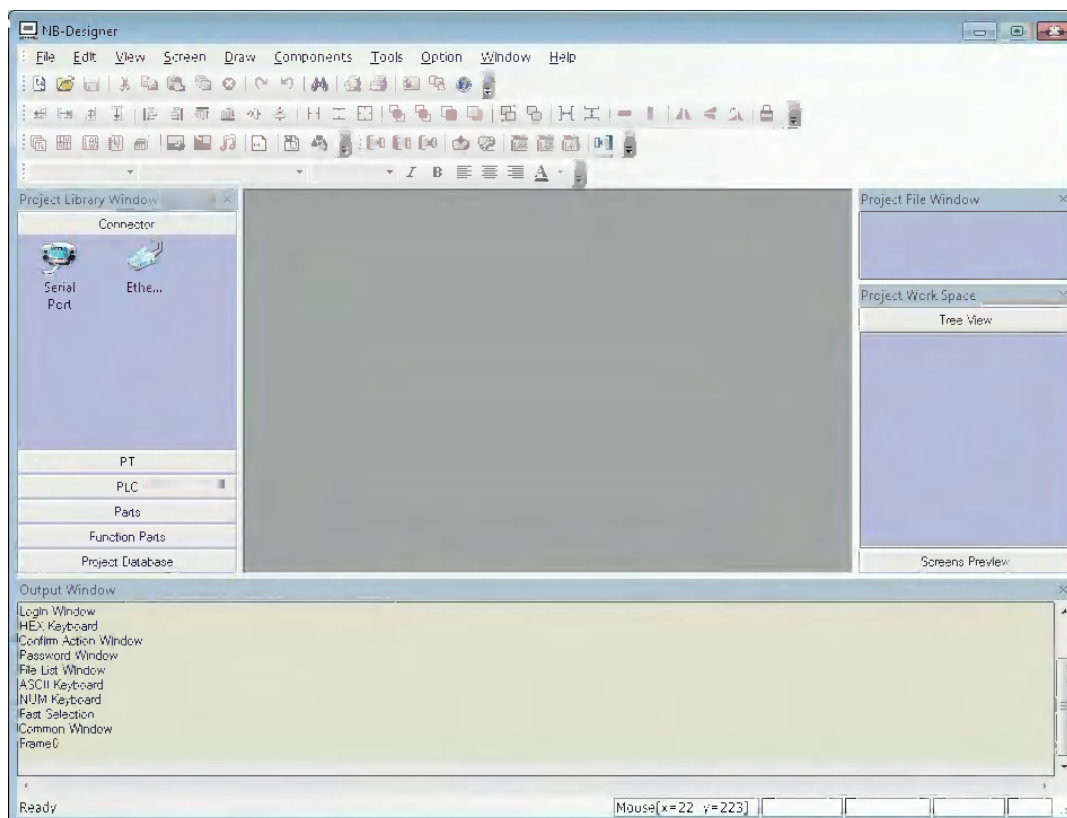 NB-Designer
File Edit View Screen Draw Components Tools Option Window Help
I B A
Project Library Window
Connector
Serial Port
Ethe...
PT
PLC
Parts
Function Parts
Project Database
Project File Window
Project Work Space
Tree View
Screens Preview
Output Window
Login Window
HEX Keyboard
Confirm Action Window
Password Window
File List Window
ASCII Keyboard
NUM Keyboard
Fast Selection
Common Window
Frame0
Ready
Mouse[x=22 y=223]